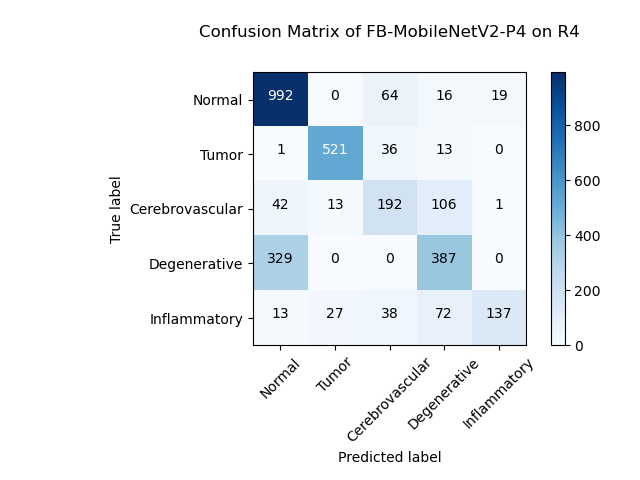 Confusion Matrix of FB-MobileNetV2-P4 on R4
Normal 992 0 64 16 19
Tumor 1 521 36 13 0
Cerebrovascular 42 13 192 106 1
Degenerative 329 0 0 387 0
Inflammatory 13 27 38 72 137
True label
Normal Tumor Cerebrovascular Degenerative Inflammatory
Predicted label
800
600
400
200
0